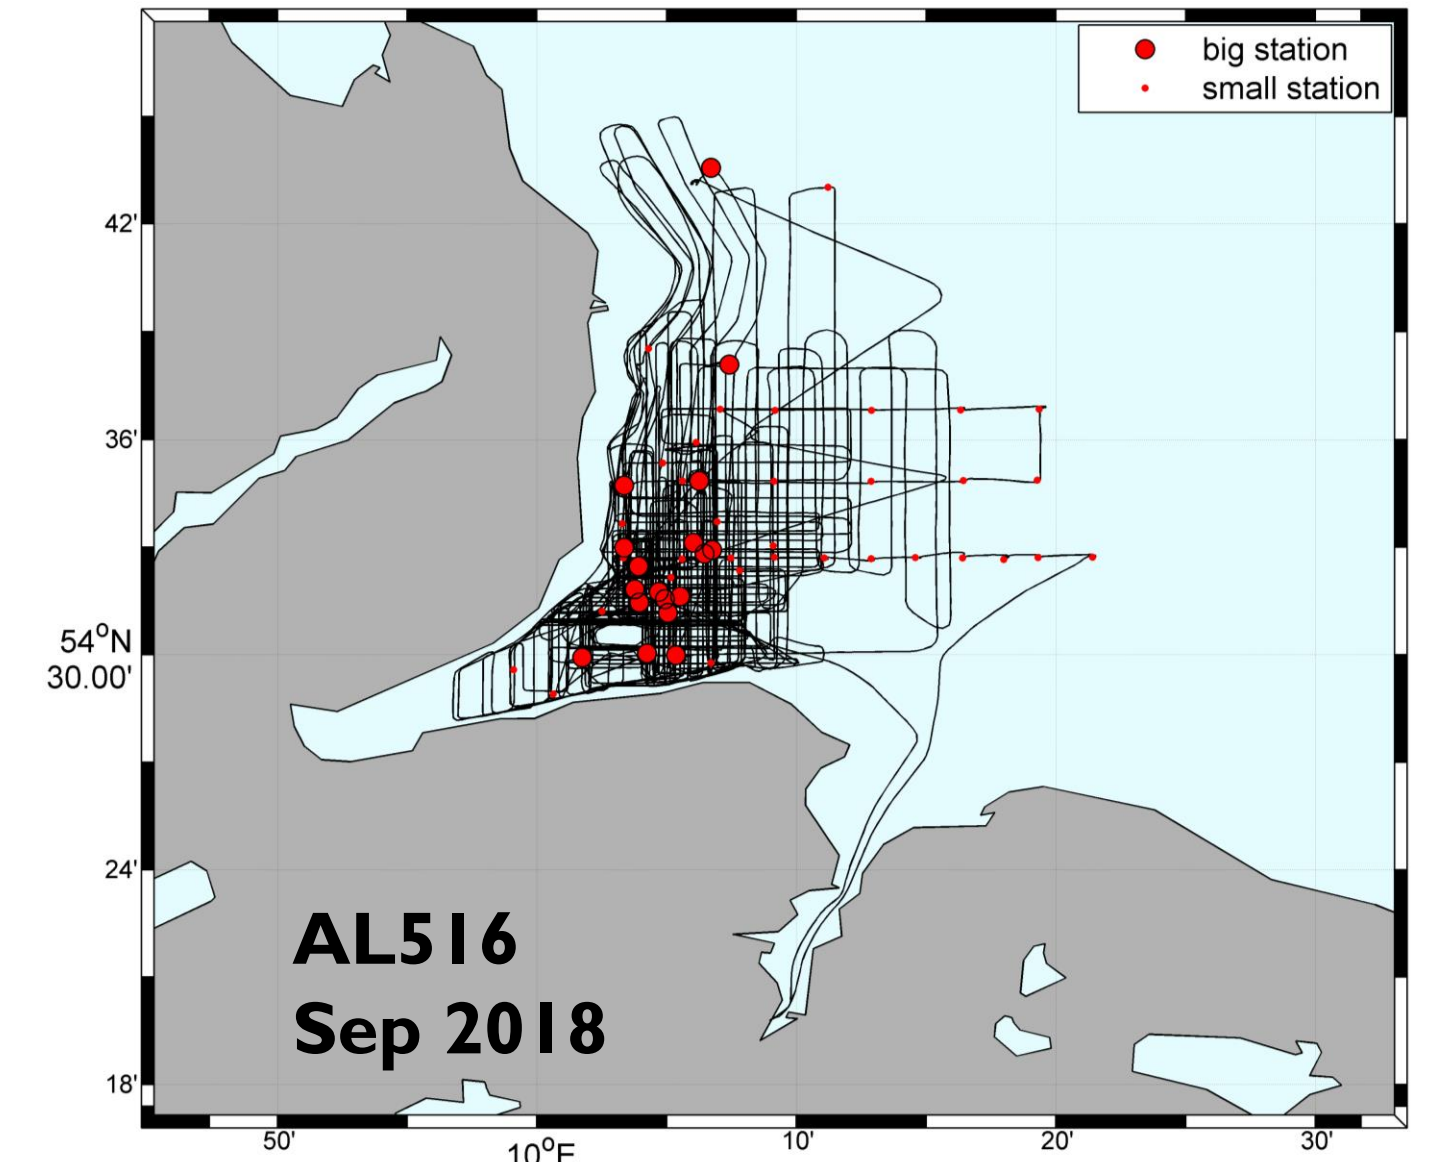 big station
small station
42'
36'
54°N
30.00'
24'
18'
AL516
Sep 2018
50'
10°E
10'
20'
30'